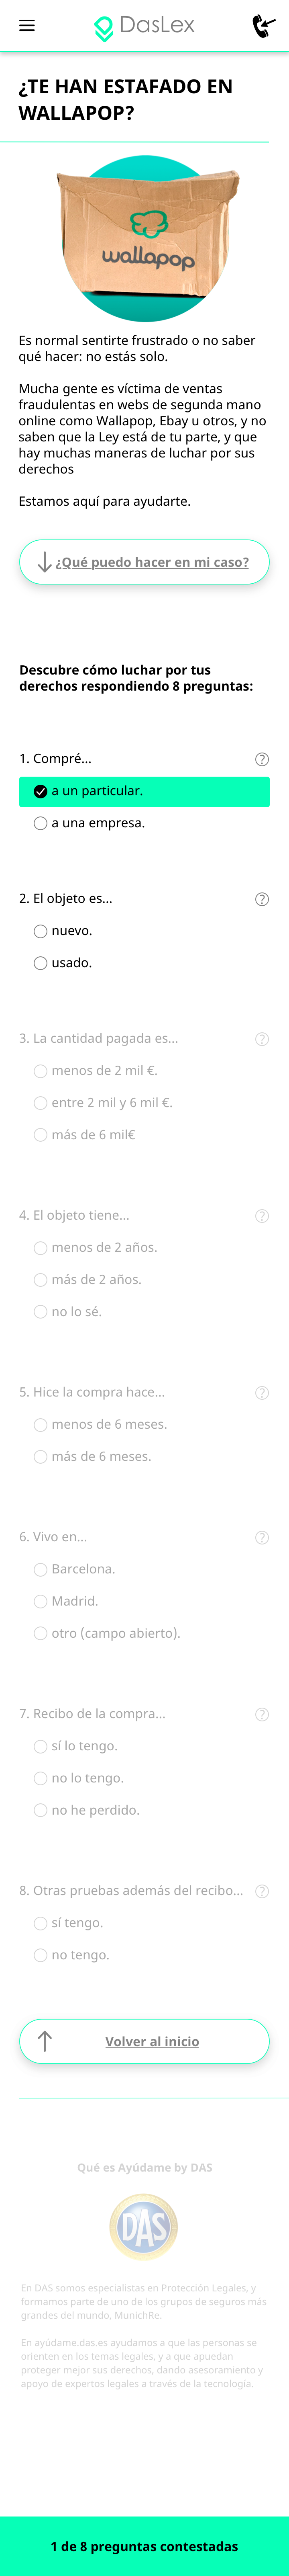 DasLex
¿TE HAN ESTAFADO EN
WALLAPOP?
wallapop
Es normal sentirte frustrado o no saber
qué hacer: no estás solo.
Mucha gente es víctima de ventas
fraudulentas en webs de segunda mano
online como Wallapop, Ebay u otros, y no
saben que la Ley está de tu parte, y que
hay muchas maneras de luchar por sus
derechos
Estamos aquí para ayudarte.
¿Qué puedo hacer en mi caso?
Descubre cómo luchar por tus
derechos respondiendo 8 preguntas:
1. Compré... ?
a un particular.
a una empresa.
2. El objeto es... ?
nuevo.
usado.
3. La cantidad pagada es... ?
menos de 2 mil €.
entre 2 mil y 6 mil €.
más de 6 mil€
4. El objeto tiene... ?
menos de 2 años.
más de 2 años.
no lo sé.
5. Hice la compra hace... ?
menos de 6 meses.
más de 6 meses.
6. Vivo en... ?
Barcelona.
Madrid.
otro (campo abierto).
7. Recibo de la compra... ?
sí lo tengo.
no lo tengo.
no he perdido.
8. Otras pruebas además del recibo... ?
sí tengo.
no tengo.
Volver al inicio
Qué es Ayúdame by DAS
DAS
En DAS somos especialistas en Protección Legales, y
formamos parte de uno de los grupos de seguros más
grandes del mundo, MunichRe.
En ayúdame.das.es ayudamos a que las personas se
orienten en los temas legales, y a que apuedan
proteger mejor sus derechos, dando asesoramiento y
apoyo de expertos legales a través de la tecnología.
1 de 8 preguntas contestadas